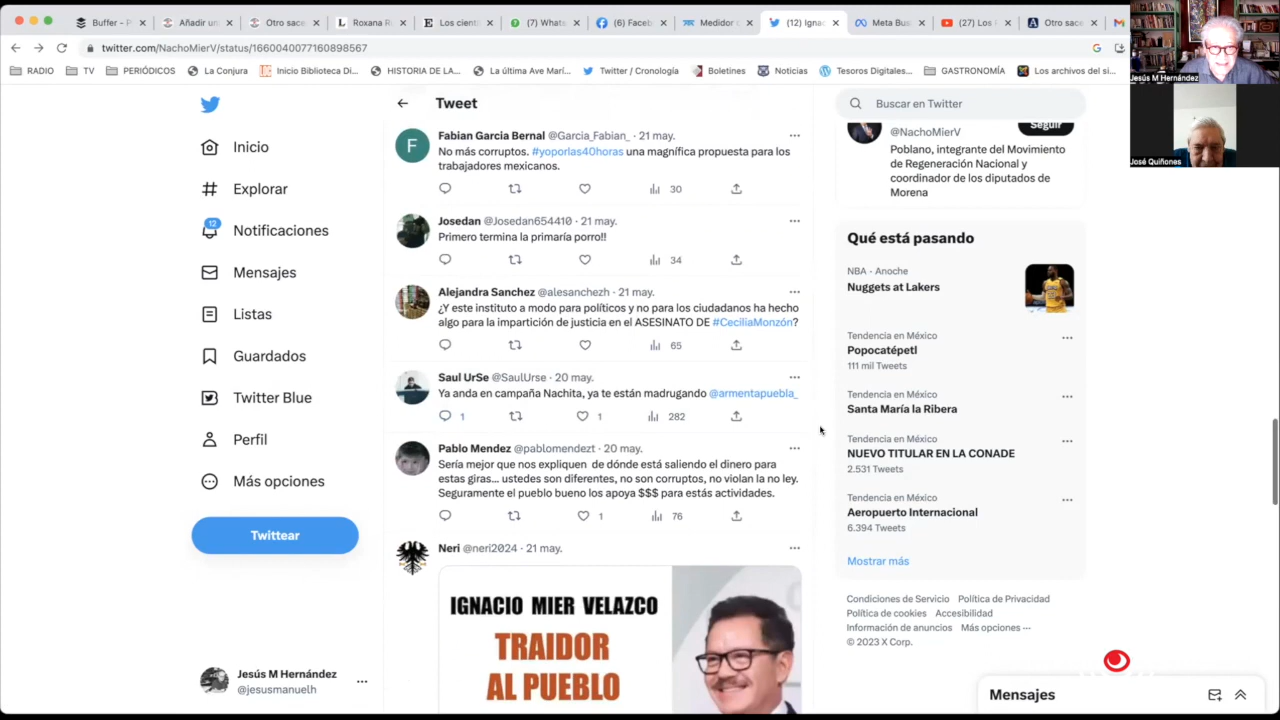 Buffer - P
Añadir un
Otro sace
Roxana R
Los cientí
(7) Whats
(6) Faceb
Medidor
(12) Igna
Meta Bus
(27) Los
Otro sace
twitter.com/NachoMierV/status/1660040077160898567
RADIO
TV
PERIÓDICOS
La Conjura
Inicio Biblioteca Di...
HISTORIA DE LA...
La última Ave Marí...
Twitter / Cronología
Boletines
Noticias
Tesoros Digitales...
GASTRONOMÍA
Los archivos del si...
Jesús M Hernández
José Quiñones
Inicio
Explorar
12
Notificaciones
Mensajes
Listas
Guardados
Twitter Blue
Perfil
Más opciones
Twittear
Jesús M Hernández
@jesusmanuelh
Tweet
F
Fabian Garcia Bernal @Garcia_Fabian_ · 21 may.
No más corruptos. #yoporlas40horas una magnífica propuesta para los
trabajadores mexicanos.
30
Josedan @Josedan654410 · 21 may.
Primero termina la primaría porro!!
34
Alejandra Sanchez @alesanchezh · 21 may.
¿Y este instituto a modo para políticos y no para los ciudadanos ha hecho
algo para la impartición de justicia en el ASESINATO DE #CeciliaMonzón?
65
Saul UrSe @SaulUrse · 20 may.
Ya anda en campaña Nachita, ya te están madrugando @armentapuebla_
1 1 282
Pablo Mendez @pablomendezt · 20 may.
Sería mejor que nos expliquen de dónde está saliendo el dinero para
estas giras... ustedes son diferentes, no son corruptos, no violan la no ley.
Seguramente el pueblo bueno los apoya $$$ para estás actividades.
1 76
Neri @neri2024 · 21 may.
IGNACIO MIER VELAZCO
TRAIDOR
AL PUEBLO
Buscar en Twitter
@NachoMierV
Seguir
Poblano, integrante del Movimiento
de Regeneración Nacional y
coordinador de los diputados de
Morena
Qué está pasando
NBA · Anoche
Nuggets at Lakers
Tendencia en México
Popocatépetl
111 mil Tweets
Tendencia en México
Santa María la Ribera
Tendencia en México
NUEVO TITULAR EN LA CONADE
2.531 Tweets
Tendencia en México
Aeropuerto Internacional
6.394 Tweets
Mostrar más
Condiciones de Servicio Política de Privacidad
Política de cookies Accesibilidad
Información de anuncios Más opciones ···
© 2023 X Corp.
Mensajes